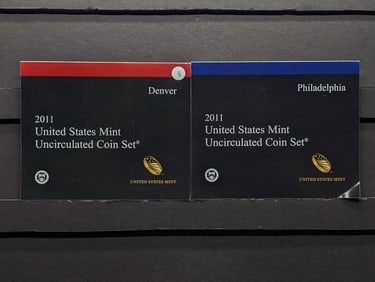 Denver
2011
United States Mint
Uncirculated Coin Set®
UNITED STATES MINT
Philadelphia
2011
United States Mint
Uncirculated Coin Set®
UNITED STATES MINT